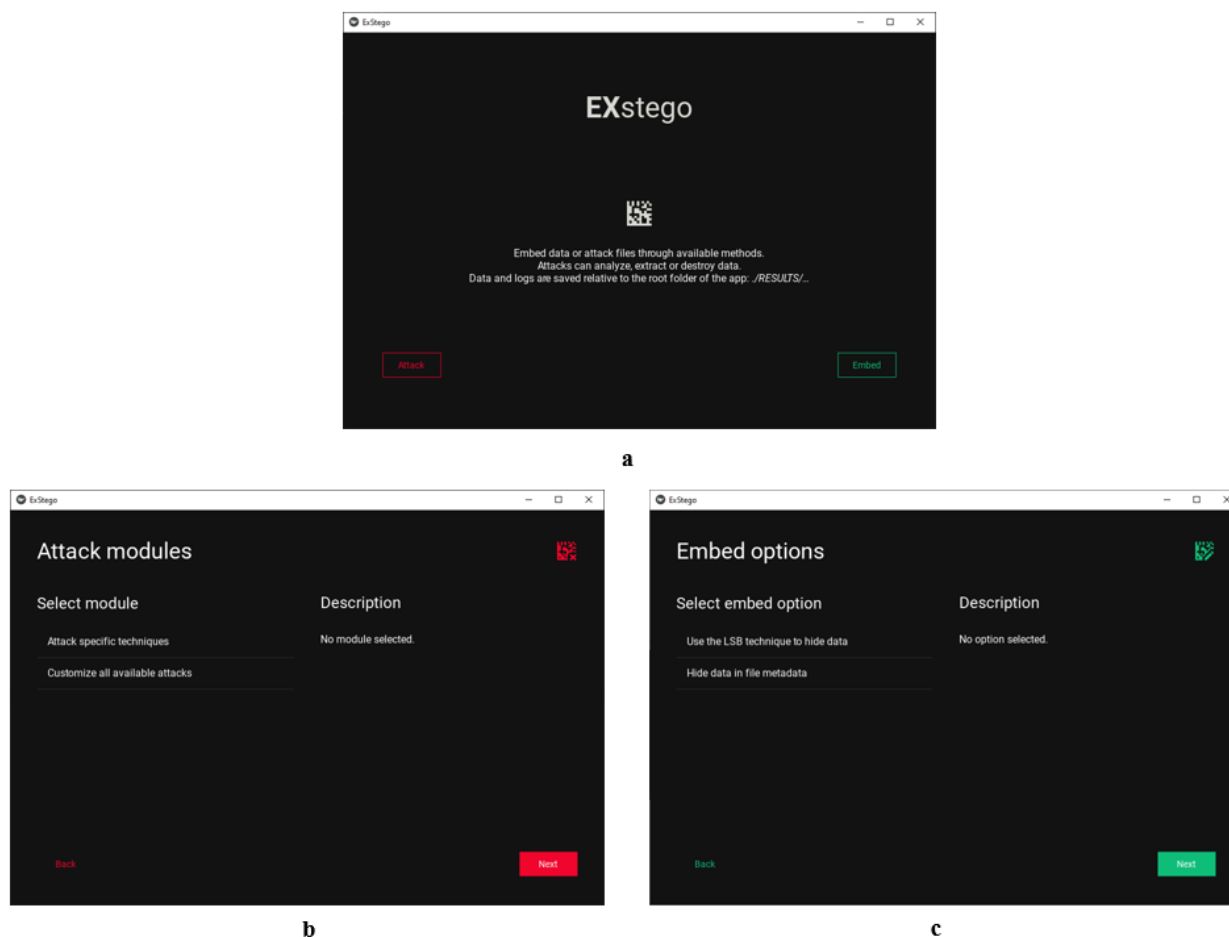 ExStego
EXstego
Embed data or attack files through available methods.
Attacks can analyze, extract or destroy data.
Data and logs are saved relative to the root folder of the app: ./RESULTS/...
Attack
Embed
a
ExStego
Attack modules
Select module
Description
Attack specific techniques
No module selected.
Customize all available attacks
Back
Next
b
ExStego
Embed options
Select embed option
Description
Use the LSB technique to hide data
No option selected.
Hide data in file metadata
Back
Next
c